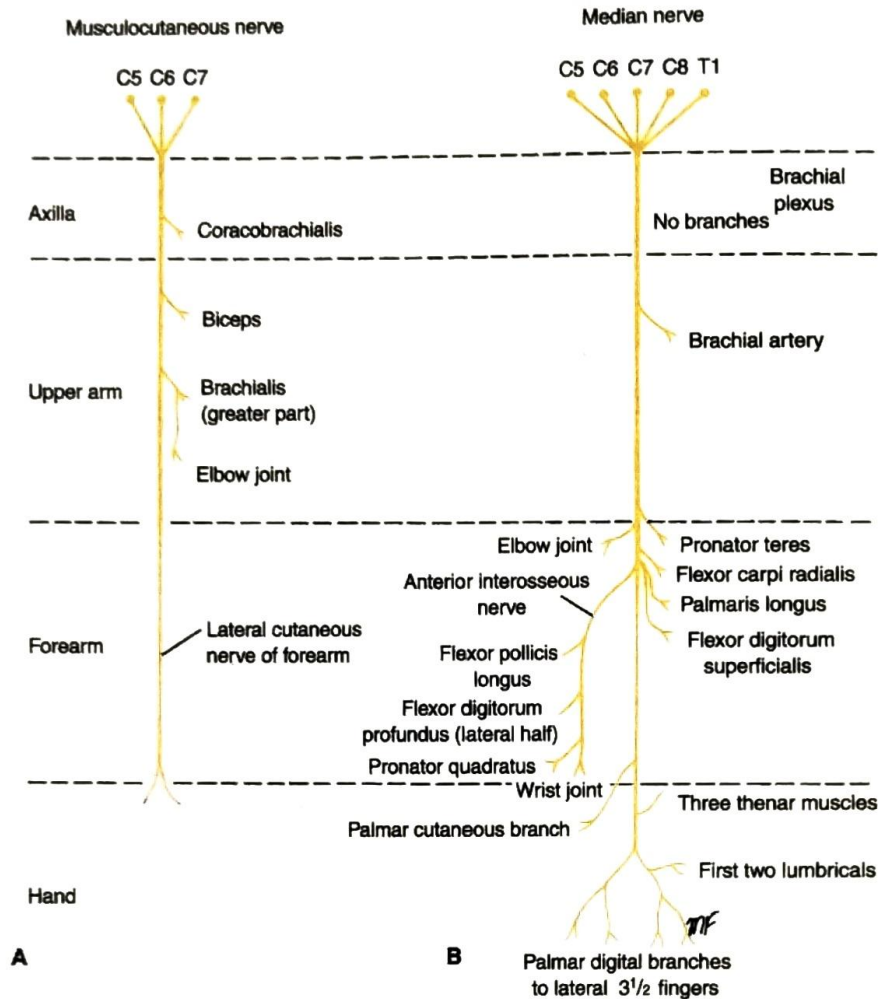 Musculocutaneous nerve
C5 C6 C7
Axilla
Coracobrachialis
Biceps
Upper arm
Brachialis
(greater part)
Elbow joint
Forearm
Lateral cutaneous
nerve of forearm
Hand
A
Median nerve
C5 C6 C7 C8 T1
Brachial
plexus
No branches
Brachial artery
Elbow joint
Pronator teres
Anterior interosseous
nerve
Flexor carpi radialis
Palmaris longus
Flexor digitorum
superficialis
Flexor pollicis
longus
Flexor digitorum
profundus (lateral half)
Pronator quadratus
Wrist joint
Three thenar muscles
Palmar cutaneous branch
First two lumbricals
B
Palmar digital branches
to lateral 3 1/2 fingers